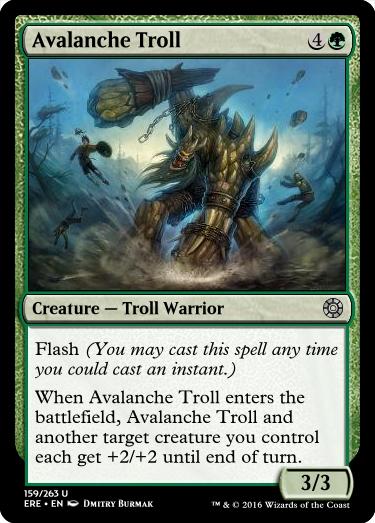 Avalanche Troll 4
Creature — Troll Warrior
Flash (You may cast this spell any time
you could cast an instant.)
When Avalanche Troll enters the
battlefield, Avalanche Troll and
another target creature you control
each get +2/+2 until end of turn.
3/3
159/263 U
ERE • EN Dmitry Burmak ™ & © 2016 Wizards of the Coast